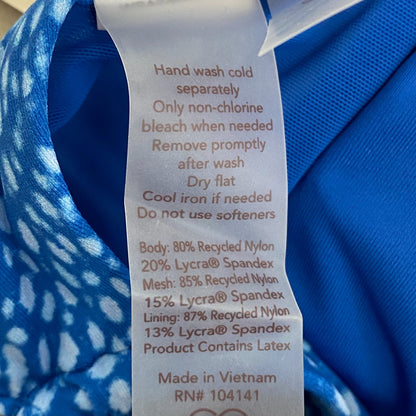 Hand wash cold
separately
Only non-chlorine
bleach when needed
Remove promptly
after wash
Dry flat
Cool iron if needed
Do not use softeners
Body: 80% Recycled Nylon
20% Lycra® Spandex
Mesh: 85% Recycled Nylon
15% Lycra® Spandex
Lining: 87% Recycled Nylon
13% Lycra® Spandex
Product Contains Latex
Made in Vietnam
RN# 104141